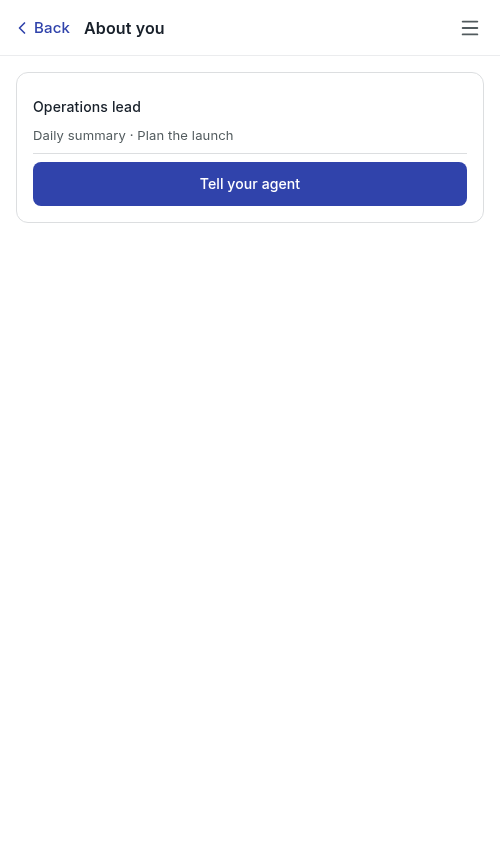 Back About you
Operations lead
Daily summary · Plan the launch
Tell your agent